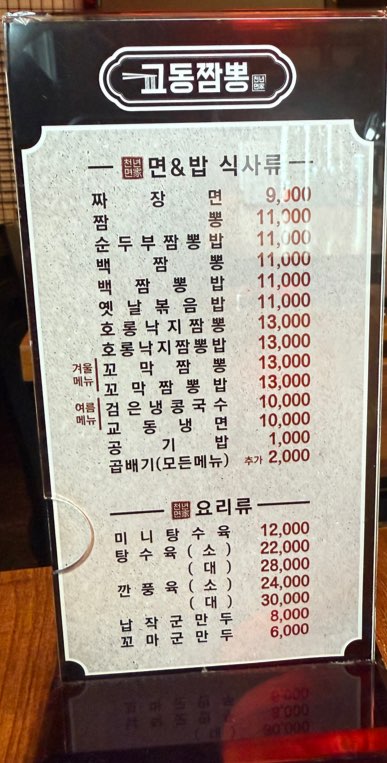 교동짬뽕 천년면家
천년면家 면&밥 식사류
짜장면 9,000
짬뽕 11,000
순두부짬뽕밥 11,000
백짬뽕 11,000
백짬뽕밥 11,000
옛날볶음밥 11,000
호롱낙지짬뽕 13,000
호롱낙지짬뽕밥 13,000
겨울메뉴 꼬막짬뽕 13,000
꼬막짬뽕밥 13,000
여름메뉴 검은냉콩국수 10,000
교동냉면 10,000
공기밥 1,000
곱배기(모든메뉴) 추가 2,000
천년면家 요리류
미니탕수육 12,000
탕수육(소) 22,000
(대) 28,000
깐풍육(소) 24,000
(대) 30,000
납작군만두 8,000
꼬마군만두 6,000